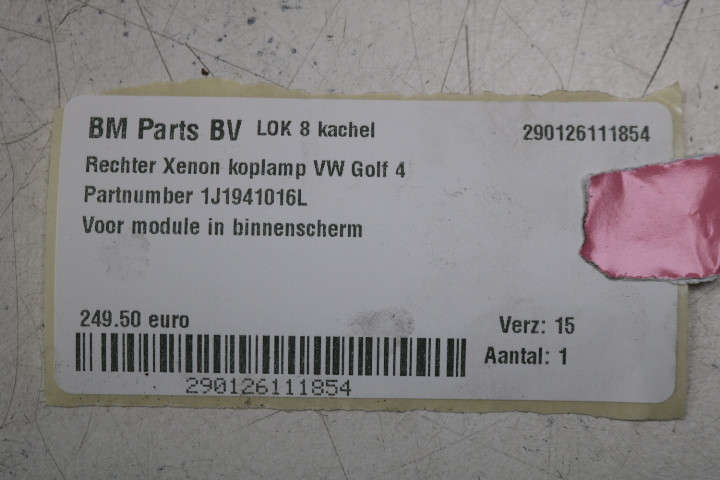 BM Parts BV LOK 8 kachel 290126111854
Rechter Xenon koplamp VW Golf 4
Partnumber 1J1941016L
Voor module in binnenscherm
249.50 euro Verz: 15
Aantal: 1
290126111854